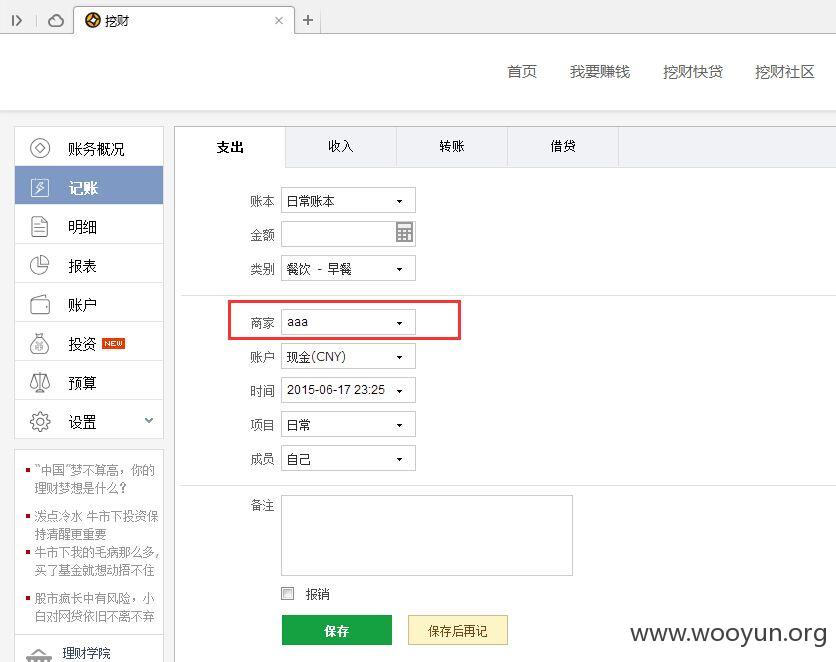 挖财
首页 我要赚钱 挖财快贷 挖财社区
账务概况
记账
明细
报表
账户
投资 NEW
预算
设置
“中国”梦不算高，你的
理财梦想是什么？
泼点冷水 牛市下投资保
持清醒更重要
牛市下我的毛病那么多,
买了基金就想动捂不住
股市疯长中有风险，小
白对网贷依旧不离不弃
理财学院
支出 收入 转账 借贷
账本 日常账本
金额
类别 餐饮 - 早餐
商家 aaa
账户 现金(CNY)
时间 2015-06-17 23:25
项目 日常
成员 自己
备注
报销
保存 保存后再记
www.wooyun.org